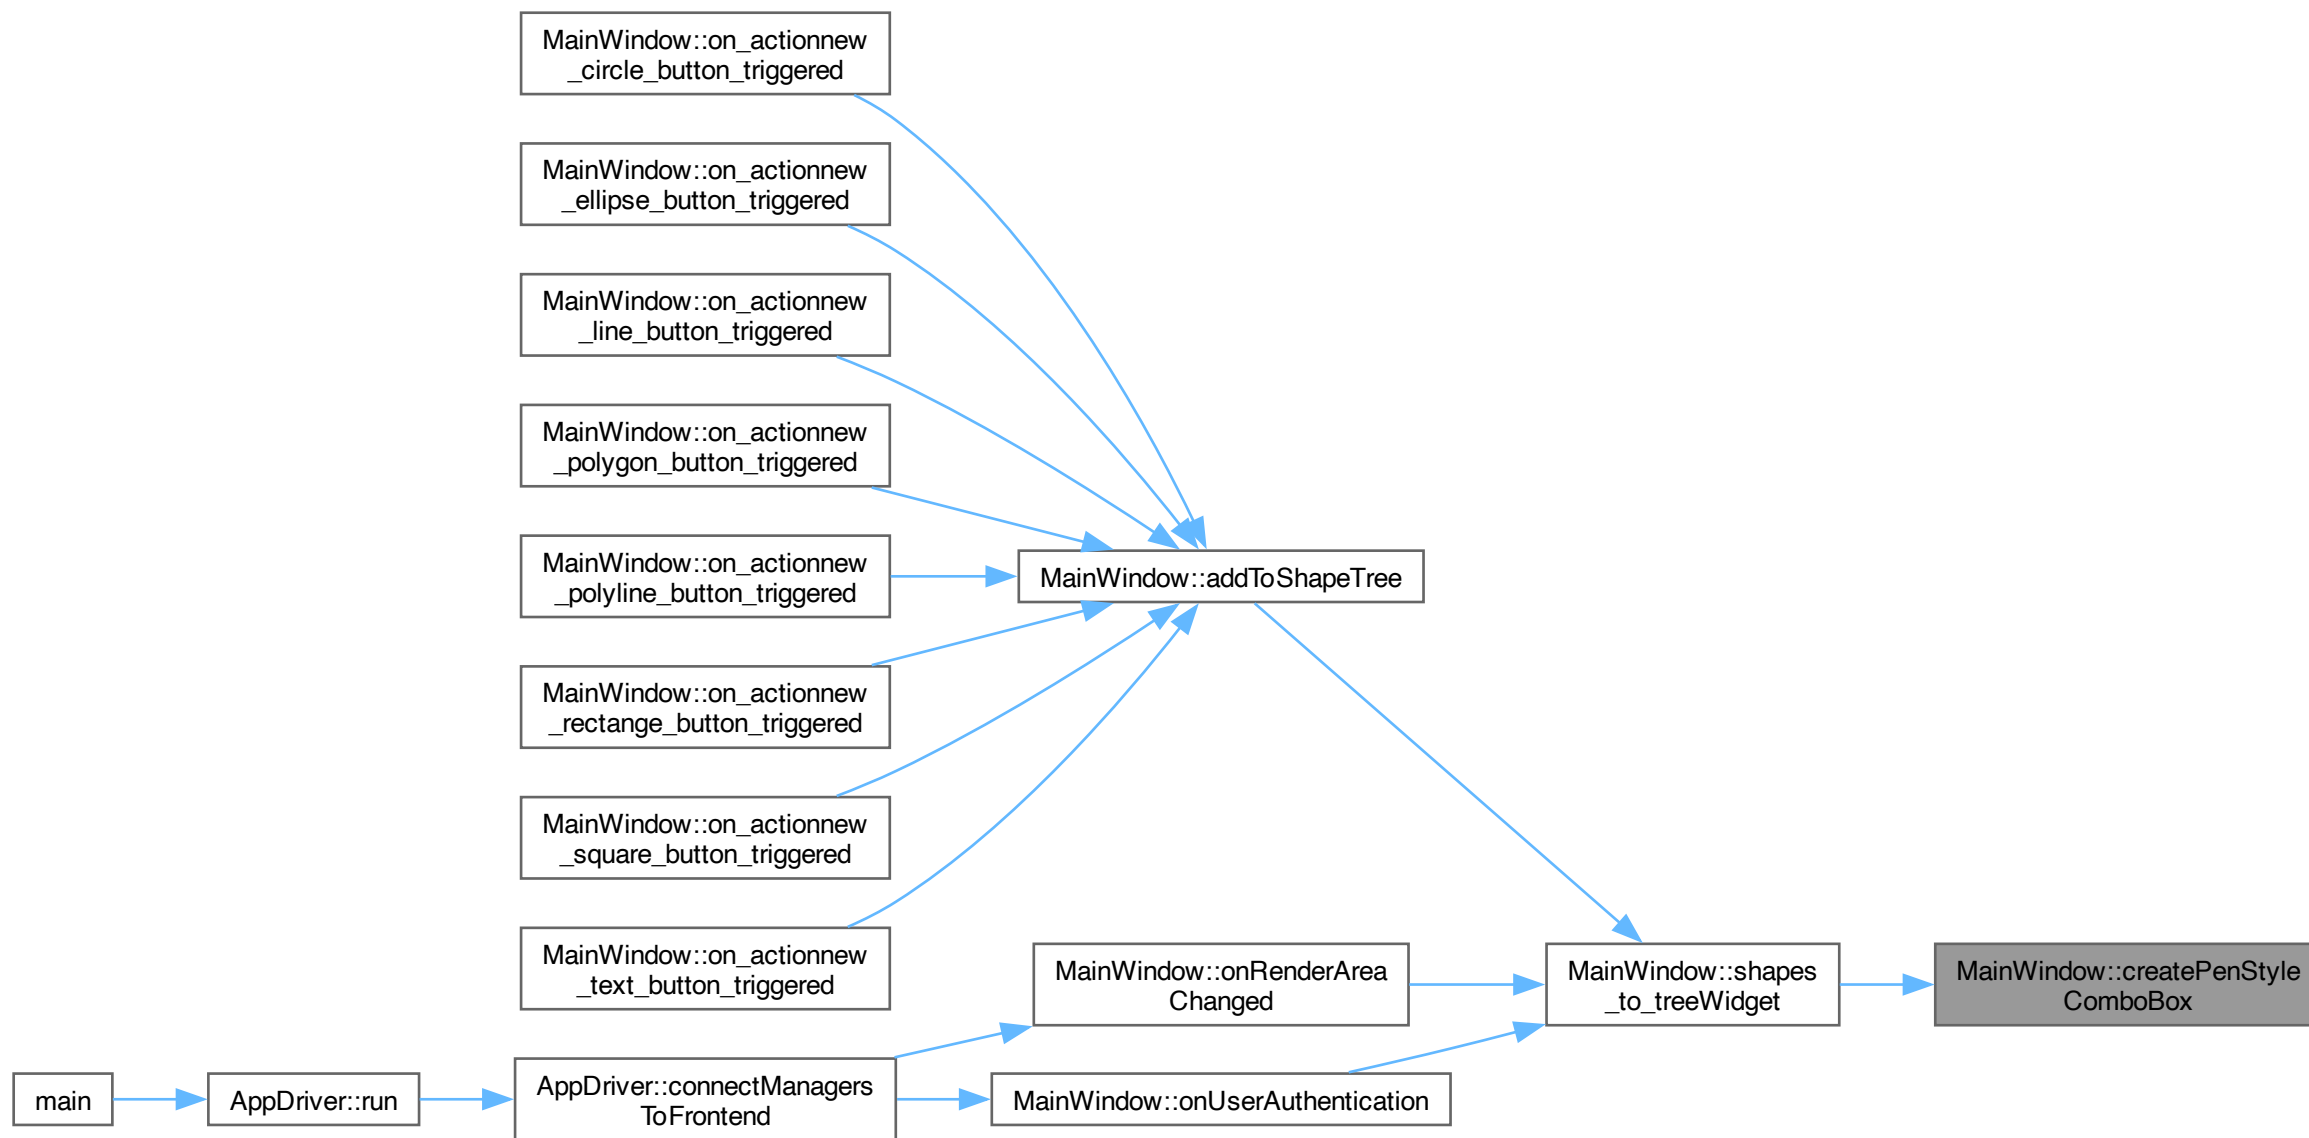 MainWindow::on_actionnew
_circle_button_triggered
MainWindow::on_actionnew
_ellipse_button_triggered
MainWindow::on_actionnew
_line_button_triggered
MainWindow::on_actionnew
_polygon_button_triggered
MainWindow::on_actionnew
_polyline_button_triggered
MainWindow::addToShapeTree
MainWindow::on_actionnew
_rectange_button_triggered
MainWindow::on_actionnew
_square_button_triggered
MainWindow::on_actionnew
_text_button_triggered
MainWindow::onRenderArea
Changed
MainWindow::shapes
_to_treeWidget
MainWindow::createPenStyle
ComboBox
main
AppDriver::run
AppDriver::connectManagers
ToFrontend
MainWindow::onUserAuthentication